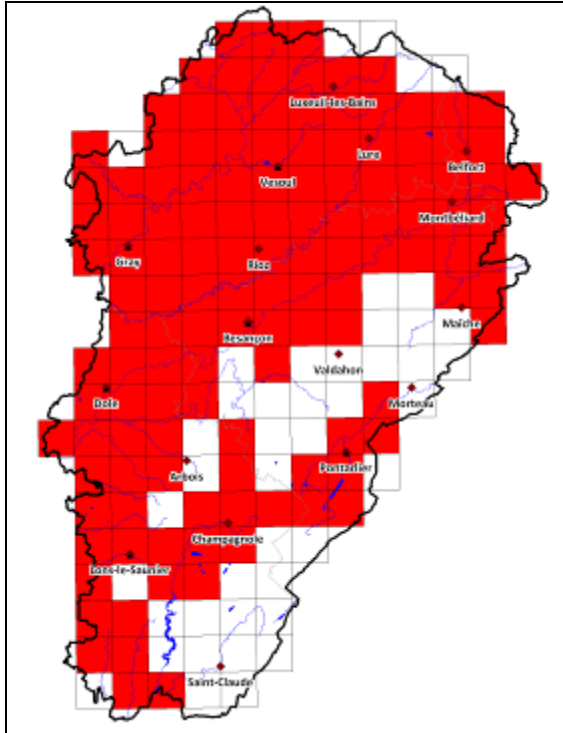 Luxeuil-les-Bains
Lure
Belfort
Vesoul
Montbéliard
Gray
Rioz
Maîche
Besançon
Valdahon
Dole
Morteau
Pontarlier
Arbois
Champagnole
Lons-le-Saunier
Saint-Claude